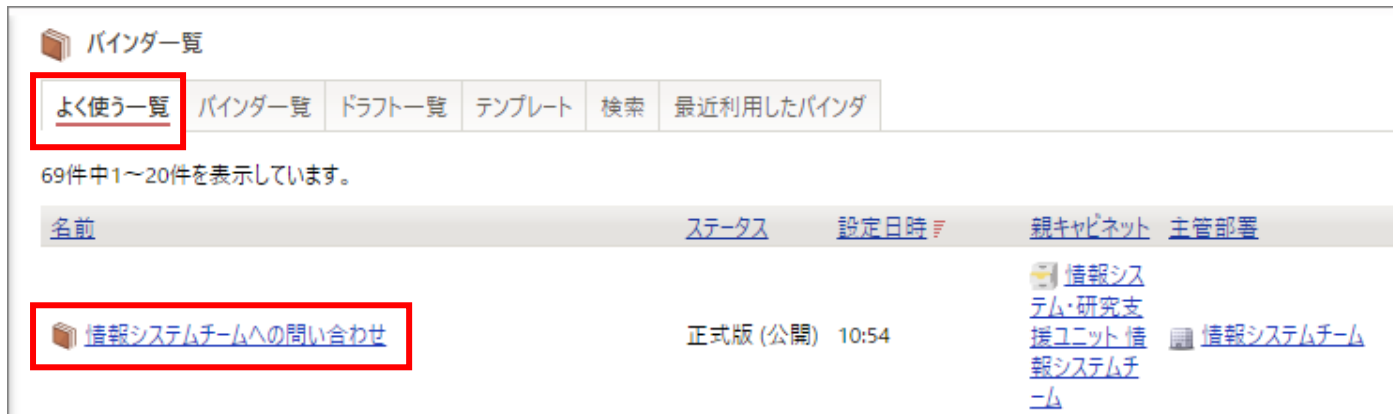 バインダ一覧
よく使う一覧 バインダ一覧 ドラフト一覧 テンプレート 検索 最近利用したバインダ
69件中1～20件を表示しています。
名前 ステータス 設定日時 親キャビネット 主管部署
情報システムチームへの問い合わせ 正式版 (公開) 10:54
情報シス
テム・研究支
援ユニット 情
報システムチ
ーム
情報システムチーム